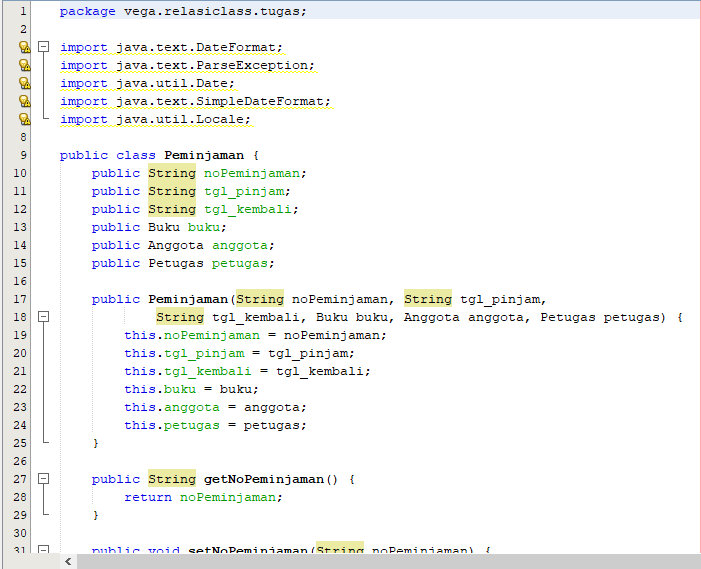 1 package vega.relasiclass.tugas;
2
import java.text.DateFormat;
import java.text.ParseException;
import java.util.Date;
import java.text.SimpleDateFormat;
import java.util.Locale;
8
9 public class Peminjaman {
10 public String noPeminjaman;
11 public String tgl_pinjam;
12 public String tgl_kembali;
13 public Buku buku;
14 public Anggota anggota;
15 public Petugas petugas;
16
17 public Peminjaman(String noPeminjaman, String tgl_pinjam,
18 String tgl_kembali, Buku buku, Anggota anggota, Petugas petugas) {
19 this.noPeminjaman = noPeminjaman;
20 this.tgl_pinjam = tgl_pinjam;
21 this.tgl_kembali = tgl_kembali;
22 this.buku = buku;
23 this.anggota = anggota;
24 this.petugas = petugas;
25 }
26
27 public String getNoPeminjaman() {
28 return noPeminjaman;
29 }
30
31 public void setNoPeminjaman(String noPeminjaman) {